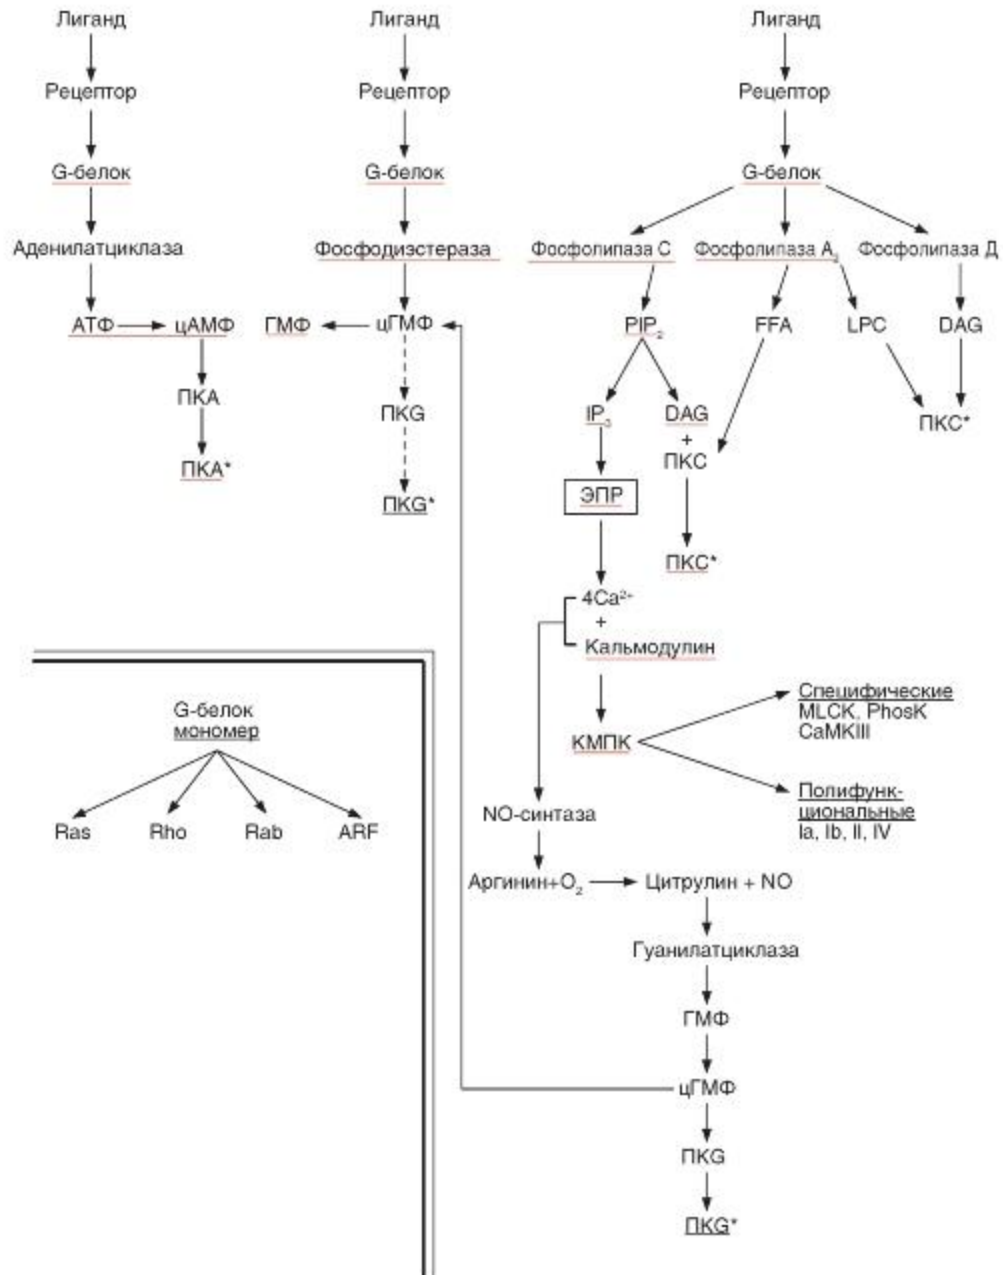 Лиганд
Рецептор
G-белок
Аденилатциклаза
АТФ
цАМФ
ПКА
ПКА*
Лиганд
Рецептор
G-белок
Фосфодиэстераза
ГМФ
цГМФ
ПКG
ПКG*
Лиганд
Рецептор
G-белок
Фосфолипаза С
Фосфолипаза А₂
Фосфолипаза Д
PIP₂
FFA
LPC
DAG
IP₃
DAG
+
ПКС
ПКС*
ЭПР
ПКС*
4Ca²⁺
+
Кальмодулин
КМПК
Специфические
MLCK. PhosK
CaMKIII
Полифунк-
циональные
Ia, Ib, II, IV
NO-синтаза
Аргинин+O₂
Цитрулин + NO
Гуанилатциклаза
ГМФ
цГМФ
ПКG
ПКG*
G-белок
мономер
Ras
Rho
Rab
ARF